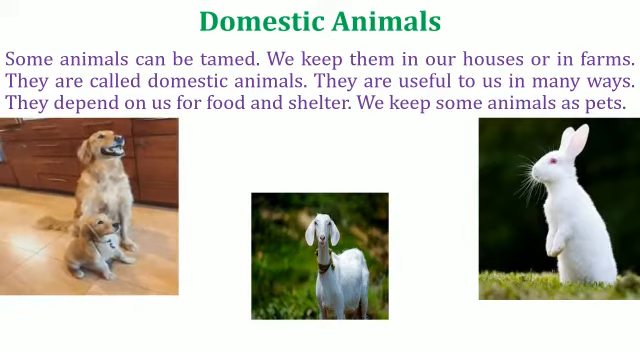 Domestic Animals
Some animals can be tamed. We keep them in our houses or in farms.
They are called domestic animals. They are useful to us in many ways.
They depend on us for food and shelter. We keep some animals as pets.